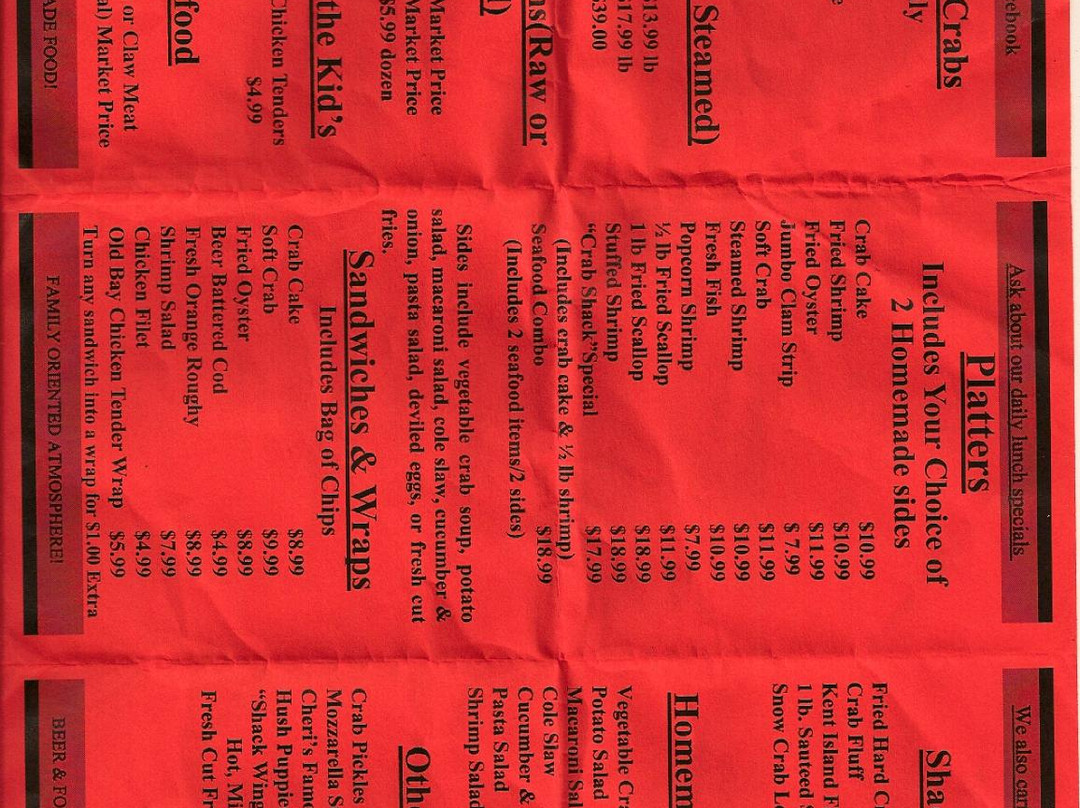 ebook
Crabs
ly
Steamed)
13.99 lb
17.99 lb
ns(Raw or
Market Price
Market Price
$5.99 dozen
the Kid's
Chicken Tendors
$4.99
food
or Claw Meat
al) Market Price
ADE FOOD!
Ask about our daily lunch specials.
Platters
Includes Your Choice of
2 Homemade sides
Crab Cake $10.99
Fried Shrimp $10.99
Fried Oyster $11.99
Jumbo Clam Strip $7.99
Soft Crab $11.99
Steamed Shrimp $10.99
Fresh Fish $10.99
Popcorn Shrimp $7.99
½ lb Fried Scallop $11.99
1 lb Fried Scallop $18.99
Stuffed Shrimp $18.99
“Crab Shack”Special $17.99
(Includes crab cake & ½ lb shrimp)
Seafood Combo $18.99
(Includes 2 seafood items/2 sides)
Sides include vegetable crab soup, potato
salad, macaroni salad, cole slaw, cucumber &
onion, pasta salad, deviled eggs, or fresh cut
fries.
Sandwiches & Wraps
Includes Bag of Chips
Crab Cake $8.99
Soft Crab $9.99
Fried Oyster $8.99
Beer Battered Cod $4.99
Fresh Orange Roughy $8.99
Shrimp Salad $7.99
Chicken Filet $4.99
Old Bay Chicken Tender Wrap $5.99
Turn any sandwich into a wrap for $1.00 Extra
FAMILY ORIENTED ATMOSPHERE!
We also ca
Sha
Fried Hard C
Crab Fluff
Kent Island F
1 lb. Sauteed S
Snow Crab L
Homem
Vegetable Cra
Potato Salad
Macaroni Sal
Cole Slaw
Cucumber &
Pasta Salad
Shrimp Salad
Oth
Crab Pickles
Mozzarella S
Cheri's Fam
Hush Puppie
“Shack Wing
Hot, Mi
Fresh Cut Fr
BEER & FO